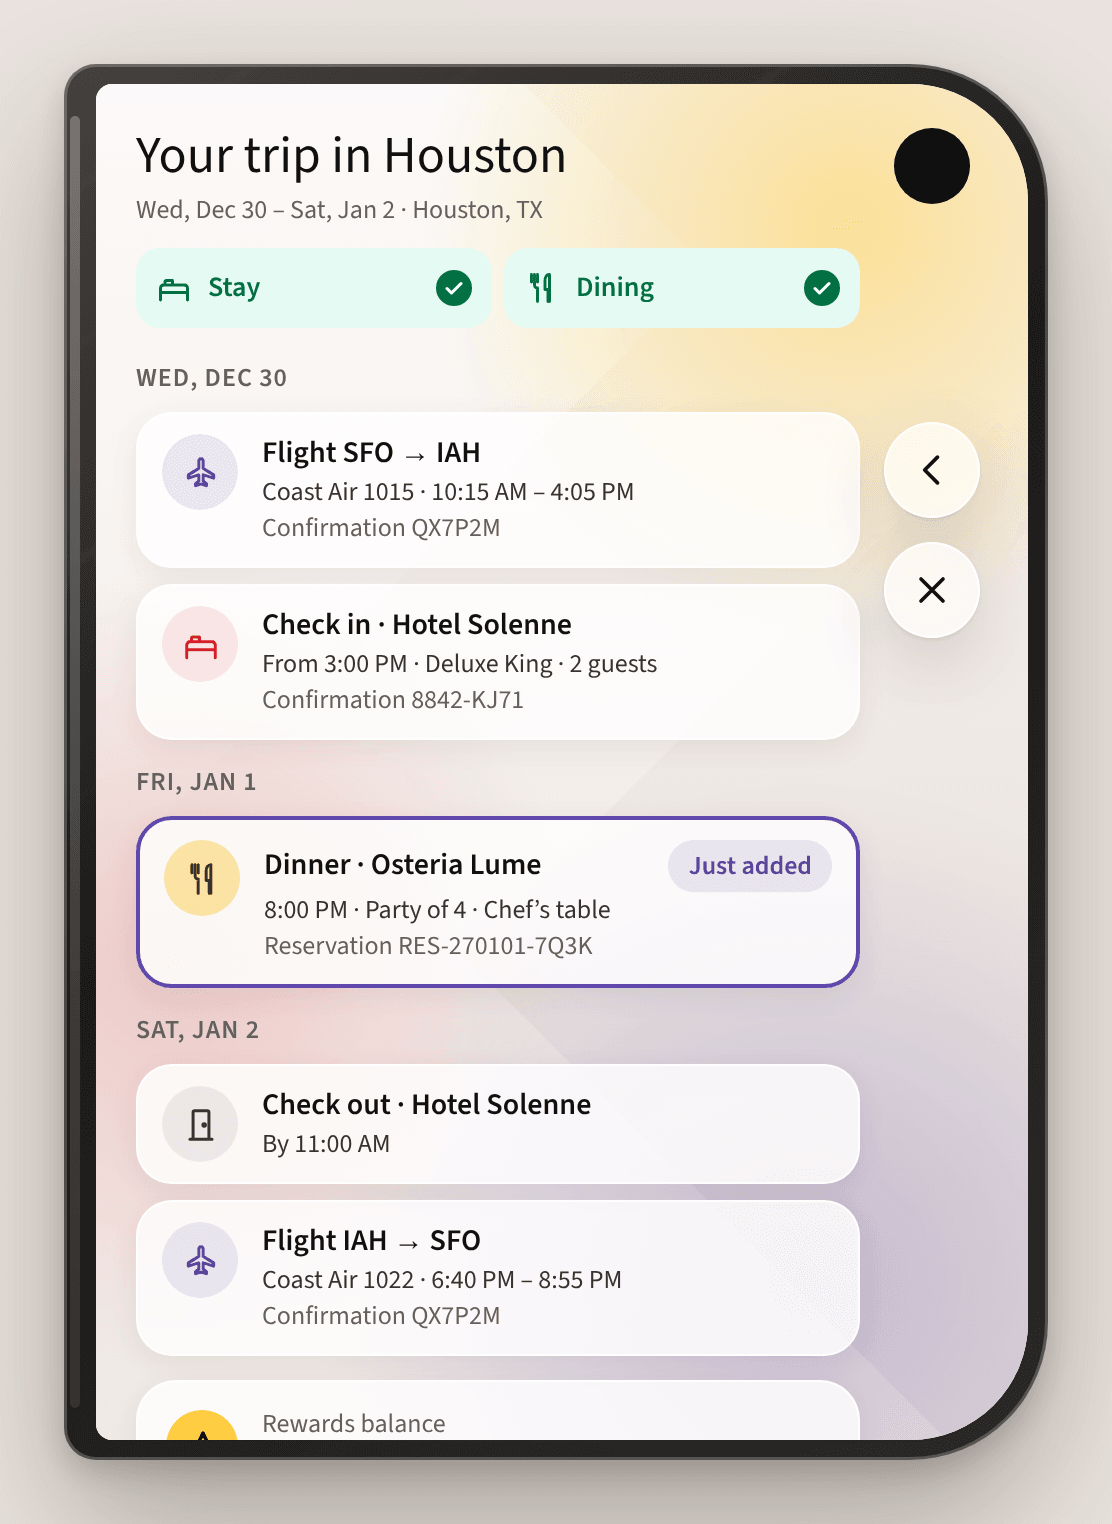 Your trip in Houston
Wed, Dec 30 – Sat, Jan 2 · Houston, TX
Stay
Dining
WED, DEC 30
Flight SFO → IAH
Coast Air 1015 · 10:15 AM – 4:05 PM
Confirmation QX7P2M
Check in · Hotel Solenne
From 3:00 PM · Deluxe King · 2 guests
Confirmation 8842-KJ71
FRI, JAN 1
Dinner · Osteria Lume
Just added
8:00 PM · Party of 4 · Chef’s table
Reservation RES-270101-7Q3K
SAT, JAN 2
Check out · Hotel Solenne
By 11:00 AM
Flight IAH → SFO
Coast Air 1022 · 6:40 PM – 8:55 PM
Confirmation QX7P2M
Rewards balance